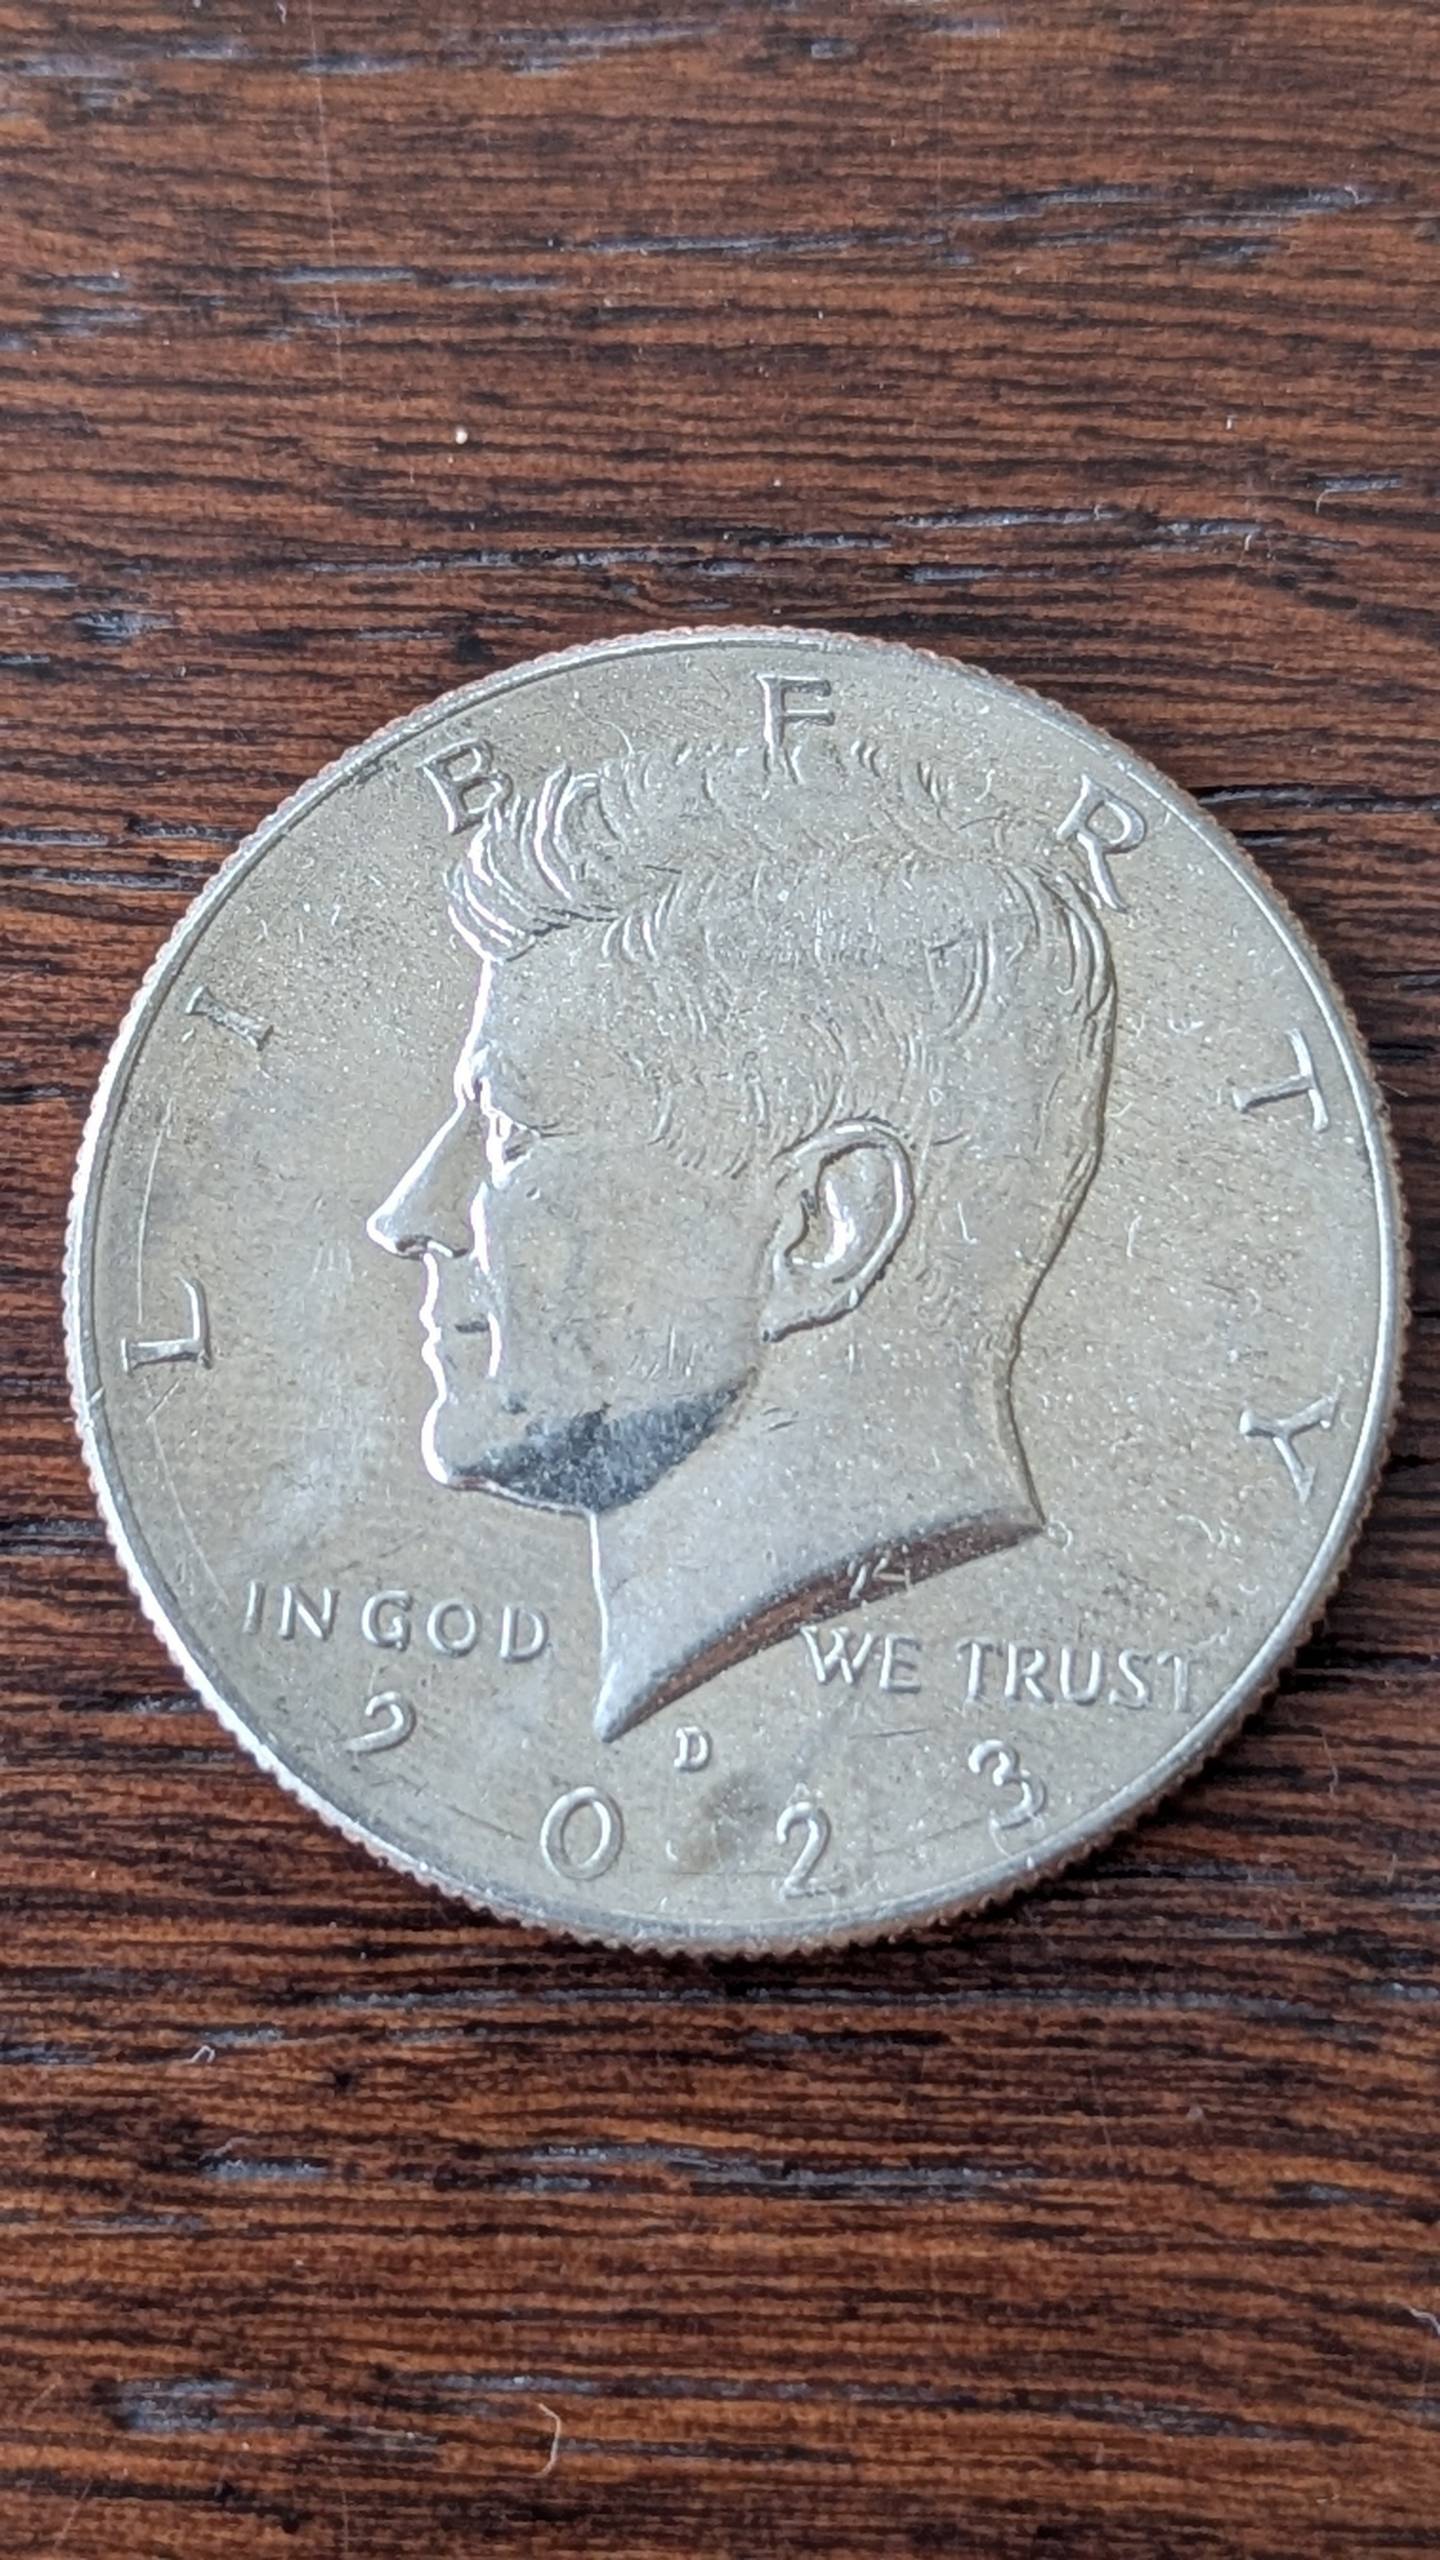 LIBERTY
IN GOD WE TRUST
D
2023